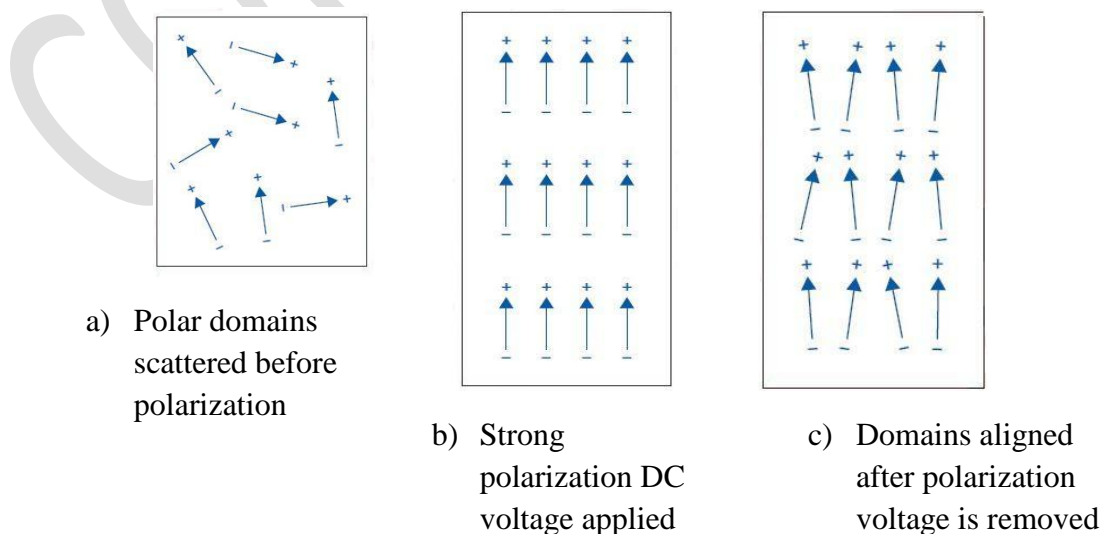 a) Polar domains
scattered before
polarization
b) Strong
polarization DC
voltage applied
c) Domains aligned
after polarization
voltage is removed